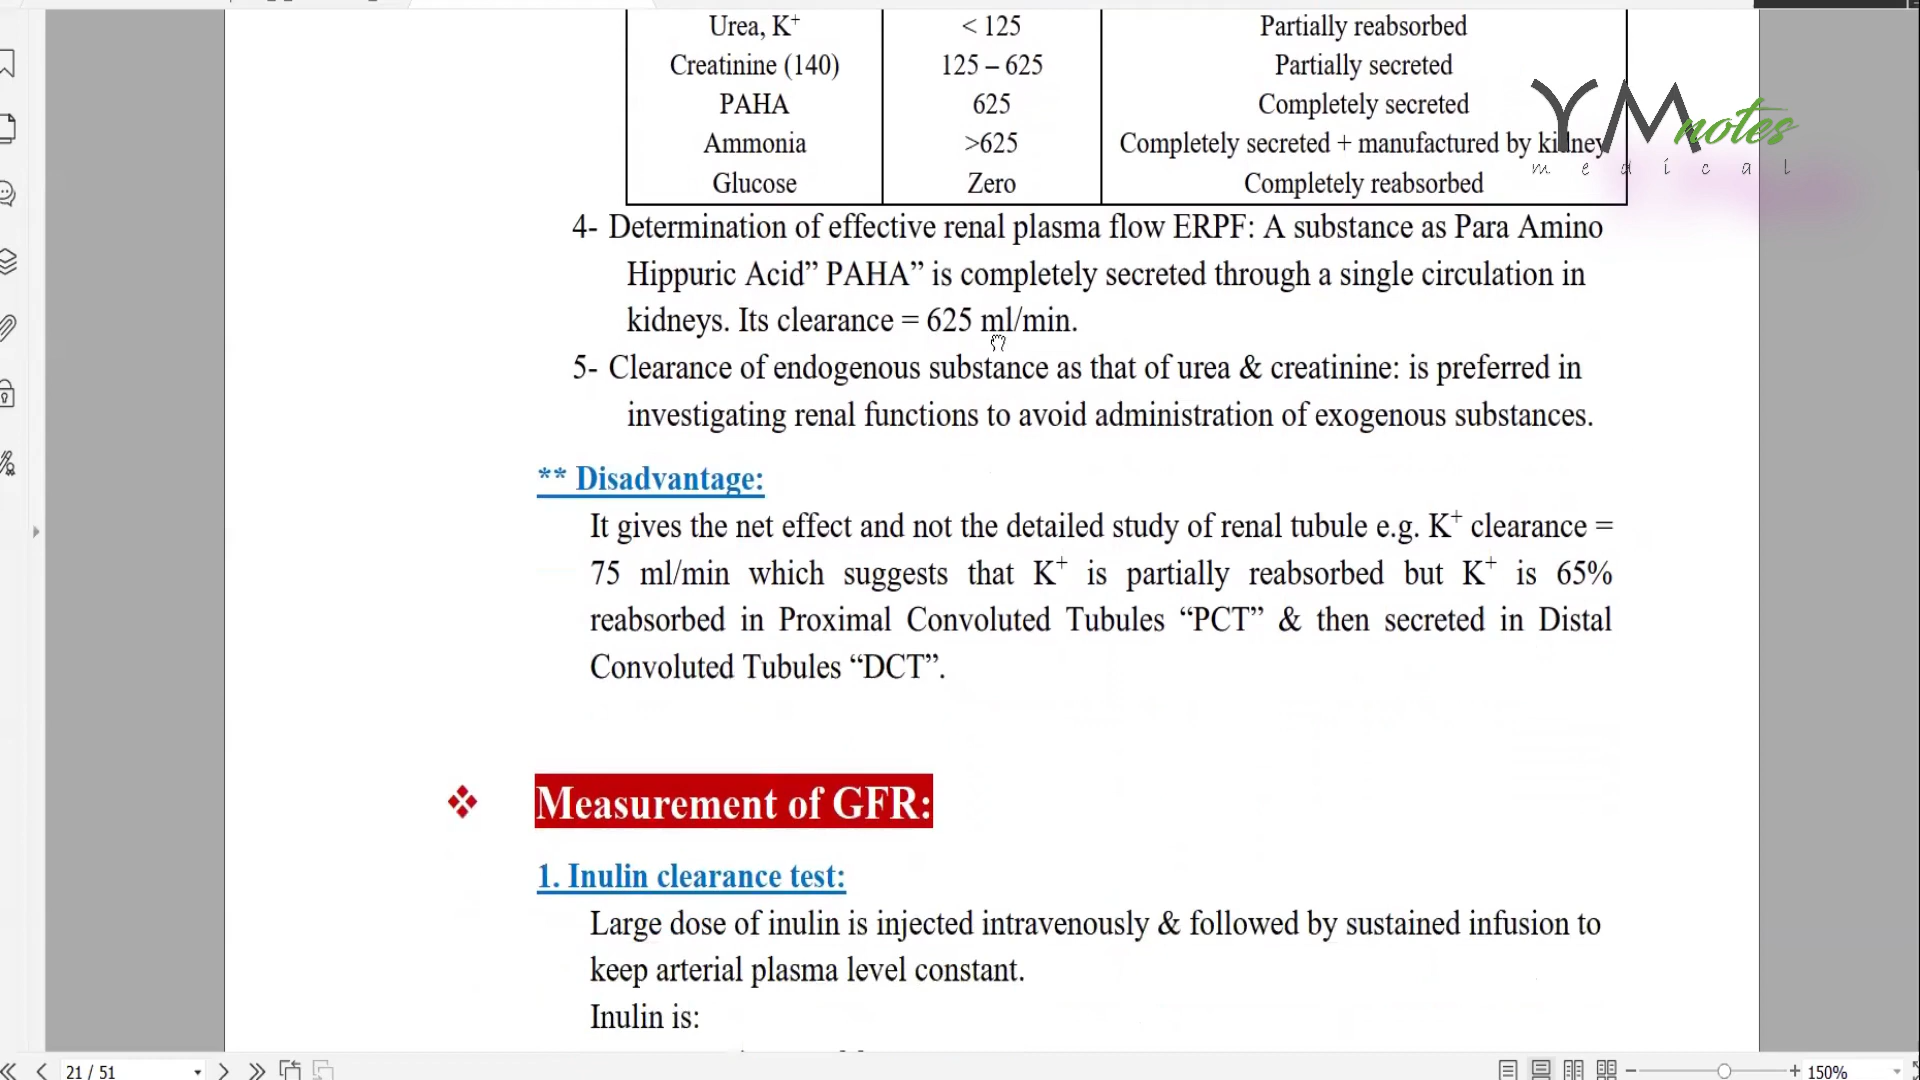 Urea, K⁺ < 125 Partially reabsorbed
Creatinine (140) 125 – 625 Partially secreted
PAHA 625 Completely secreted
Ammonia >625 Completely secreted + manufactured by kidney
Glucose Zero Completely reabsorbed
YM notes
medical
4- Determination of effective renal plasma flow ERPF: A substance as Para Amino
Hippuric Acid” PAHA” is completely secreted through a single circulation in
kidneys. Its clearance = 625 ml/min.
5- Clearance of endogenous substance as that of urea & creatinine: is preferred in
investigating renal functions to avoid administration of exogenous substances.
** Disadvantage:
It gives the net effect and not the detailed study of renal tubule e.g. K⁺ clearance =
75 ml/min which suggests that K⁺ is partially reabsorbed but K⁺ is 65%
reabsorbed in Proximal Convoluted Tubules “PCT” & then secreted in Distal
Convoluted Tubules “DCT”.
❖ Measurement of GFR:
1. Inulin clearance test:
Large dose of inulin is injected intravenously & followed by sustained infusion to
keep arterial plasma level constant.
Inulin is:
21 / 51
150%